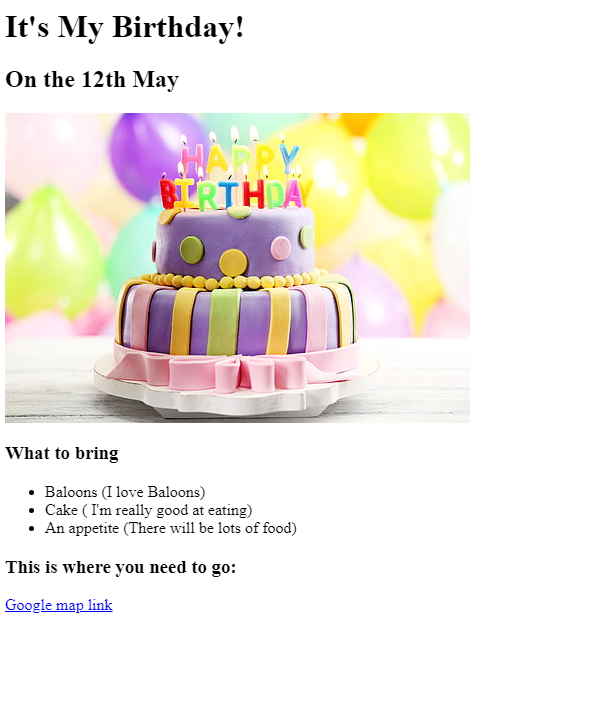 It's My Birthday!
On the 12th May
HAPPY
BIRTHDAY
What to bring
Baloons (I love Baloons)
Cake ( I'm really good at eating)
An appetite (There will be lots of food)
This is where you need to go:
Google map link